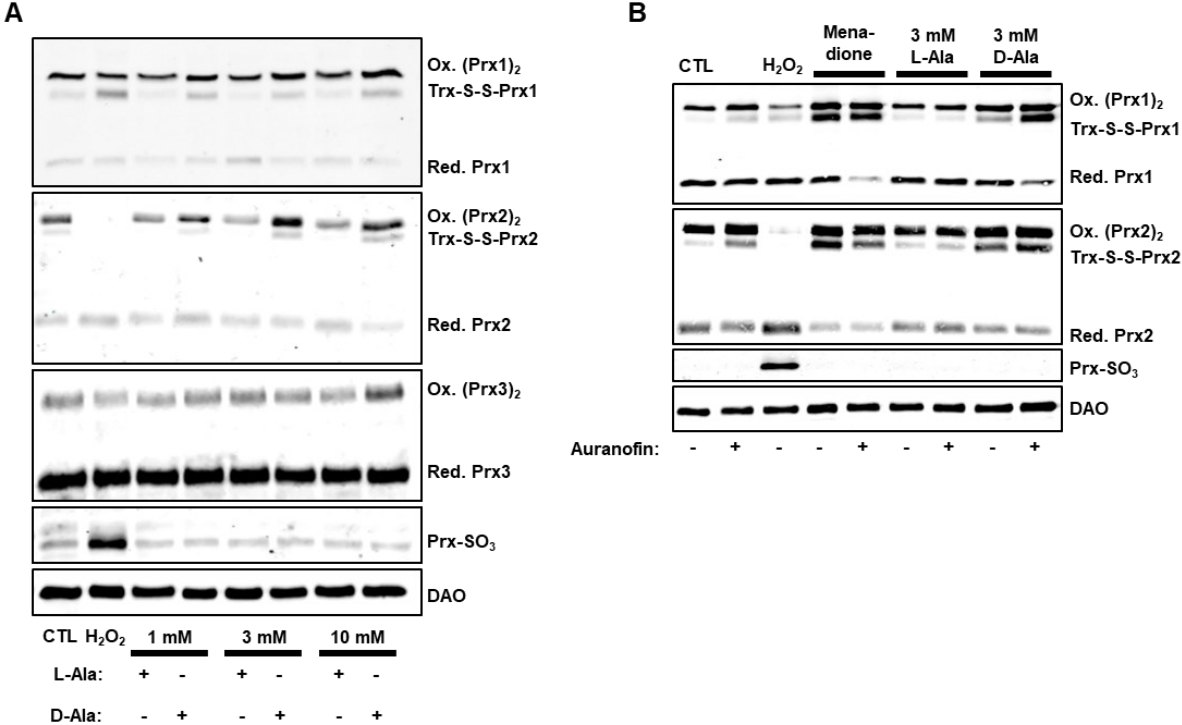 A
Ox. (Prx1)₂
Trx-S-S-Prx1
Red. Prx1
Ox. (Prx2)₂
Trx-S-S-Prx2
Red. Prx2
Ox. (Prx3)₂
Red. Prx3
Prx-SO₃
DAO
CTL H₂O₂ 1 mM 3 mM 10 mM
L-Ala: + - + - + -
D-Ala: - + - + - +
B
CTL H₂O₂
Mena-
dione
3 mM
L-Ala
3 mM
D-Ala
Ox. (Prx1)₂
Trx-S-S-Prx1
Red. Prx1
Ox. (Prx2)₂
Trx-S-S-Prx2
Red. Prx2
Prx-SO₃
DAO
Auranofin: - + - - + - + - +